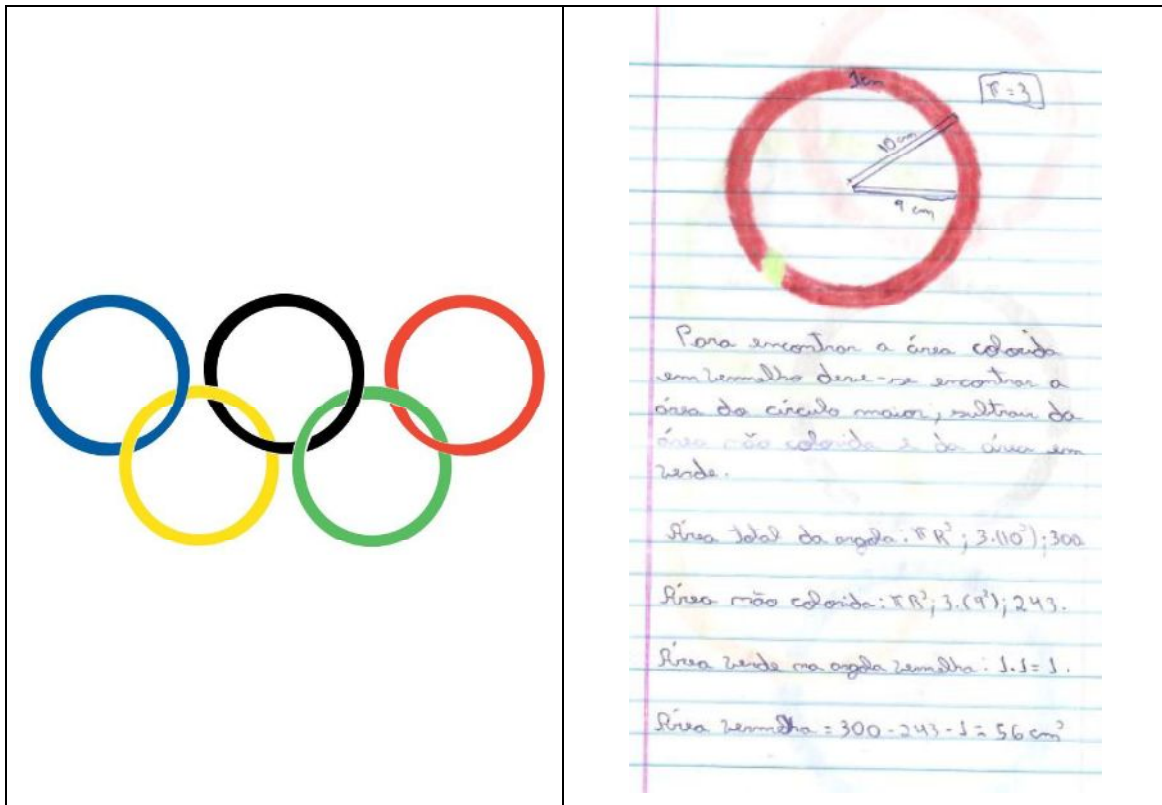 1cm
π = 3
10 cm
9 cm
Para encontrar a área colorida
em vermelho deve-se encontrar a
área do círculo maior, subtrair da
área não colorida e da área em
verde.
Área total da argola: πR²; 3.(10²); 300
Área não colorida: πR²; 3.(9²); 243.
Área verde na argola vermelha: 1.1 = 1.
Área vermelha = 300 - 243 - 1 = 56 cm²